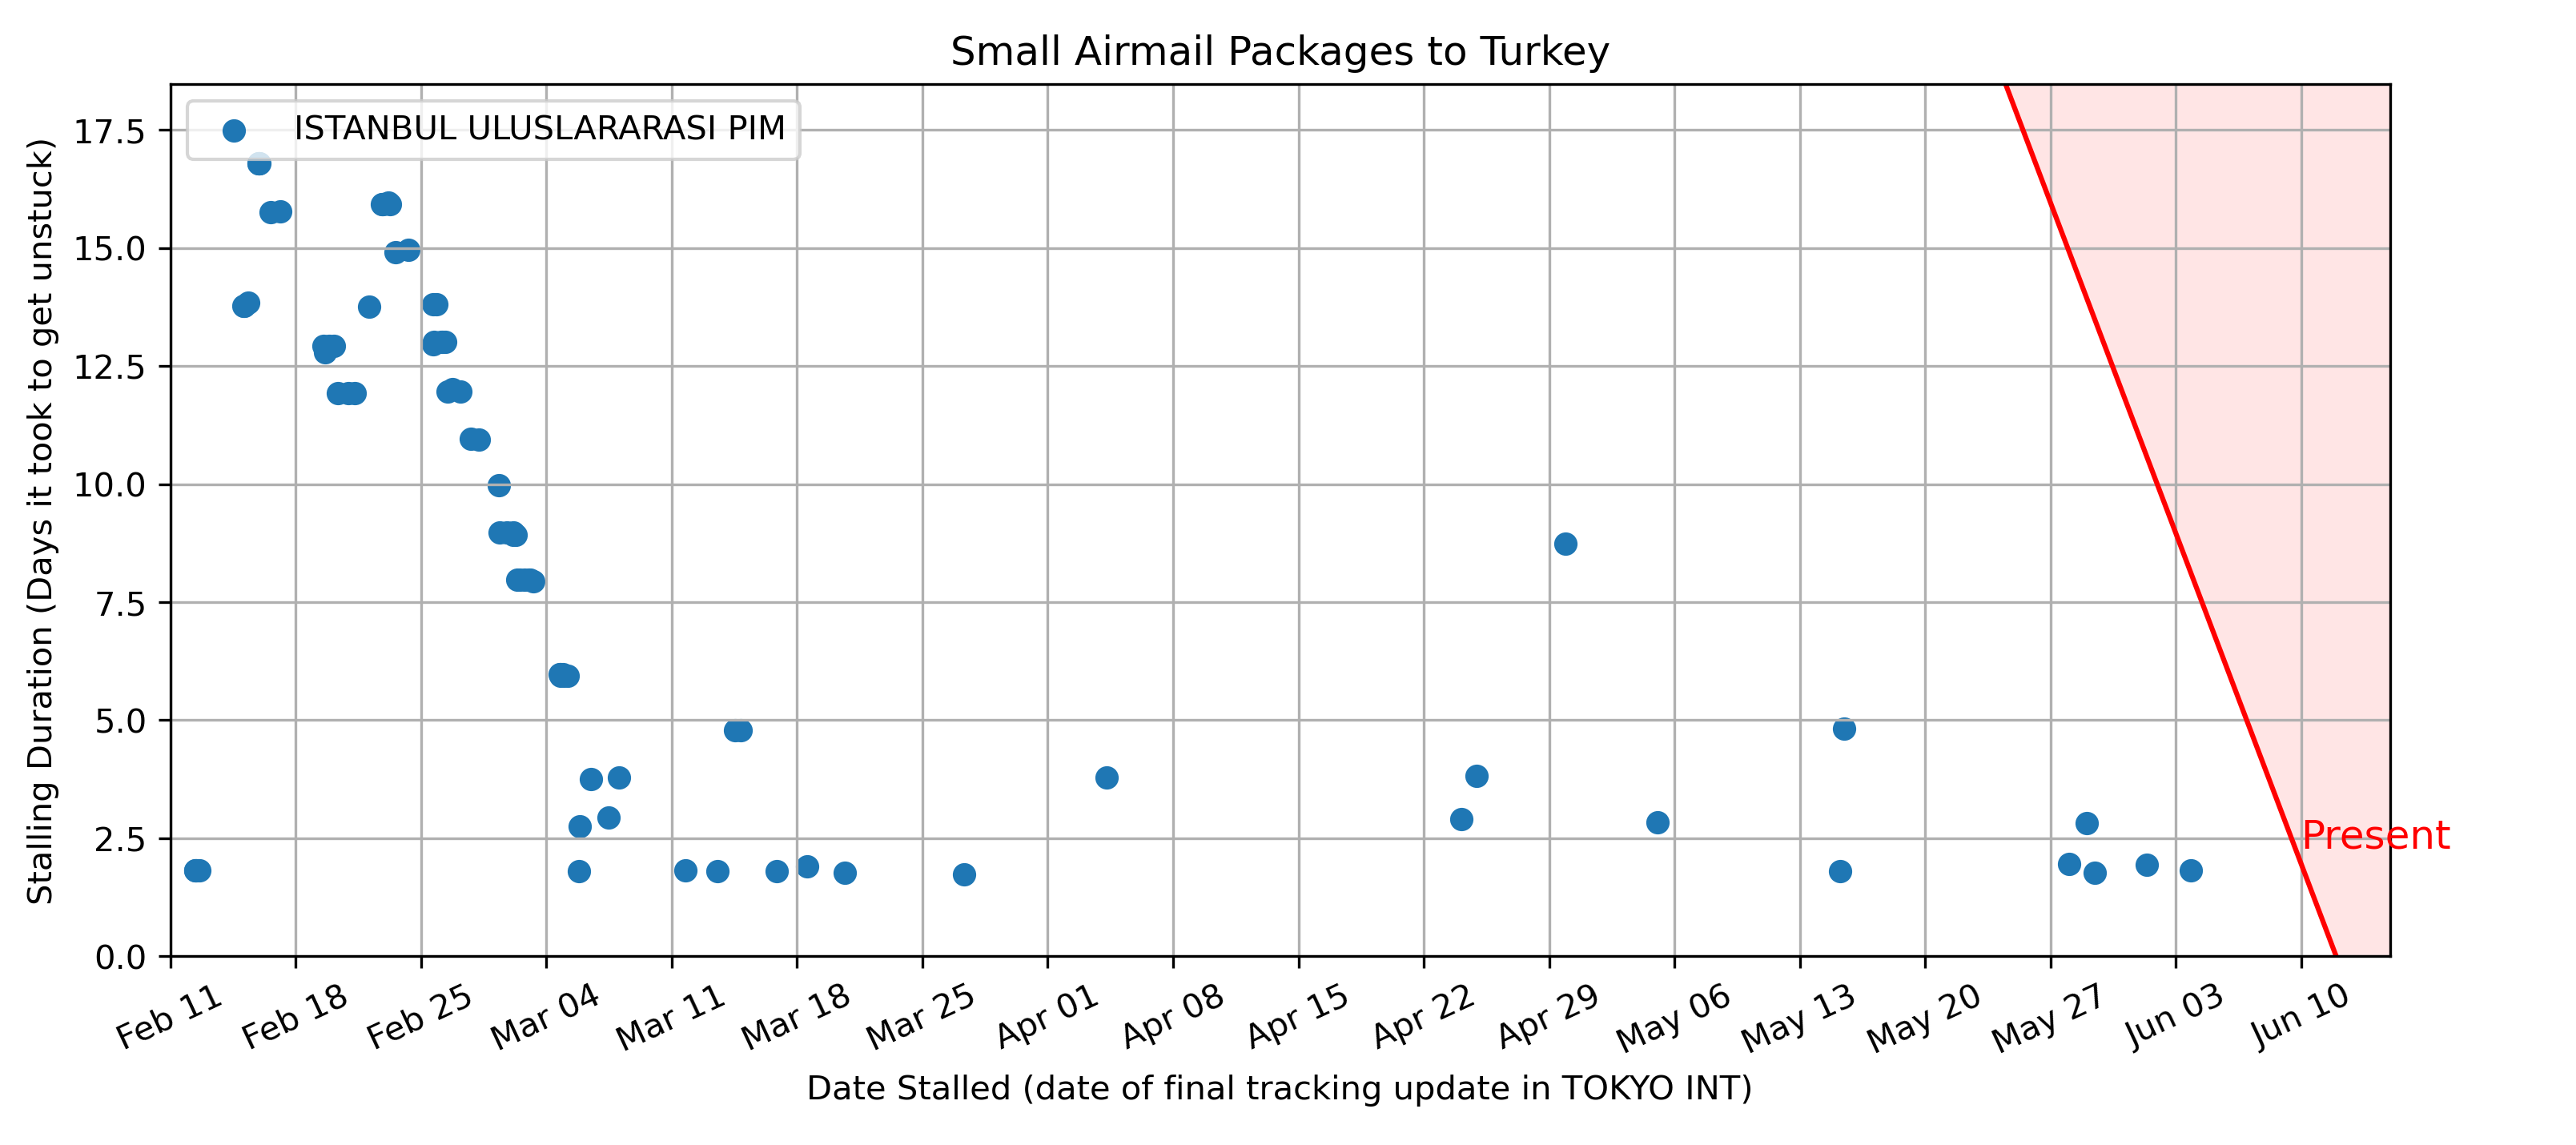 Small Airmail Packages to Turkey
ISTANBUL ULUSLARARASI PIM
Stalling Duration (Days it took to get unstuck)
17.5
15.0
12.5
10.0
7.5
5.0
2.5
0.0
Present
Feb 11
Feb 18
Feb 25
Mar 04
Mar 11
Mar 18
Mar 25
Apr 01
Apr 08
Apr 15
Apr 22
Apr 29
May 06
May 13
May 20
May 27
Jun 03
Jun 10
Date Stalled (date of final tracking update in TOKYO INT)